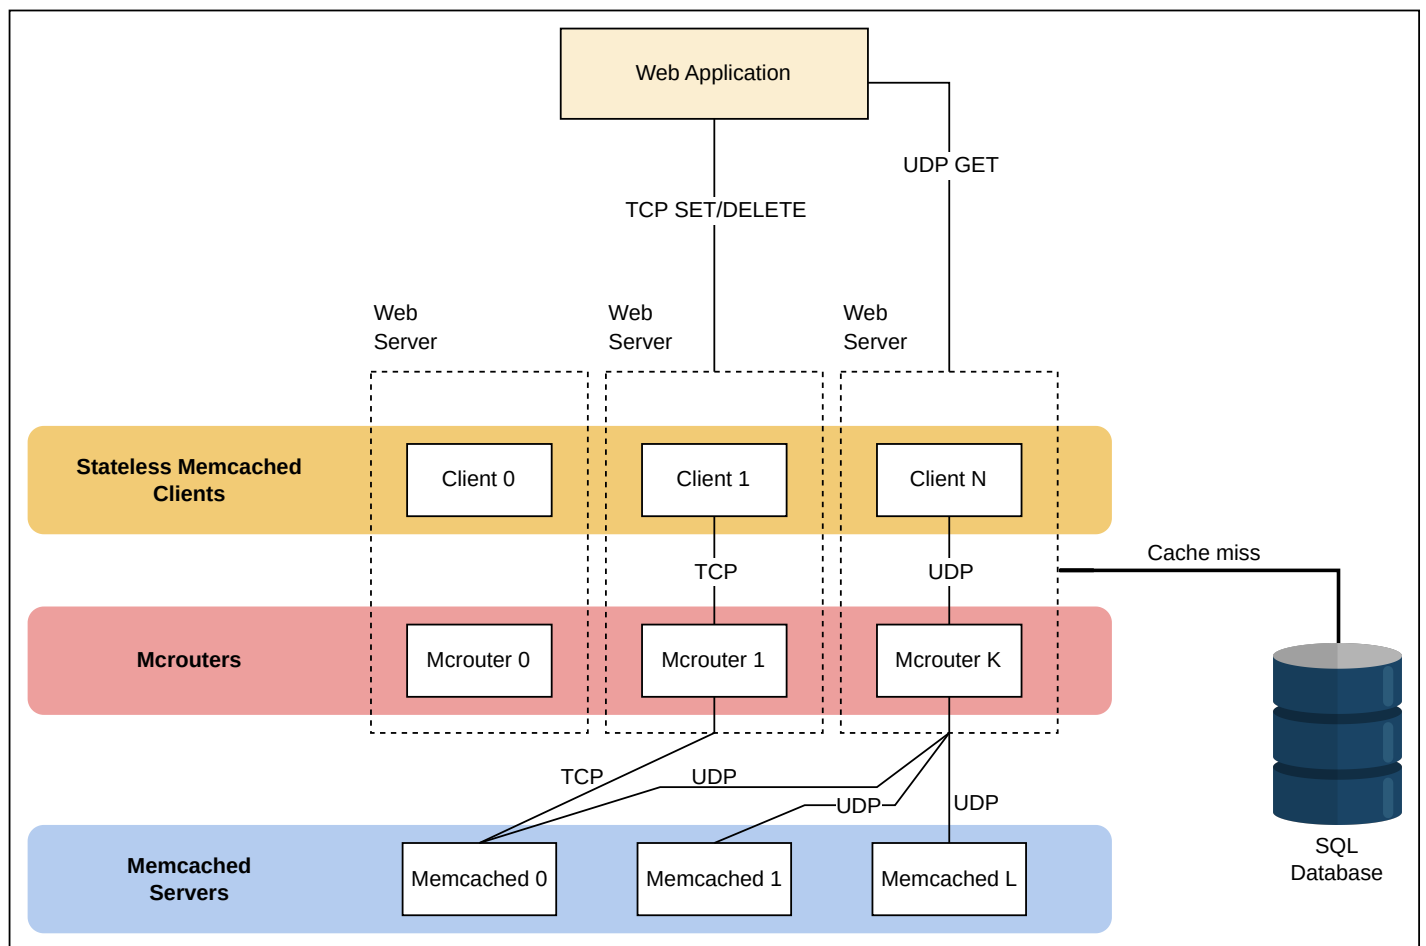 Web Application
UDP GET
TCP SET/DELETE
Web
Server
Web
Server
Web
Server
Stateless Memcached
Clients
Client 0
Client 1
Client N
TCP
UDP
Cache miss
Mcrouters
Mcrouter 0
Mcrouter 1
Mcrouter K
TCP
UDP
UDP
UDP
SQL
Database
Memcached
Servers
Memcached 0
Memcached 1
Memcached L